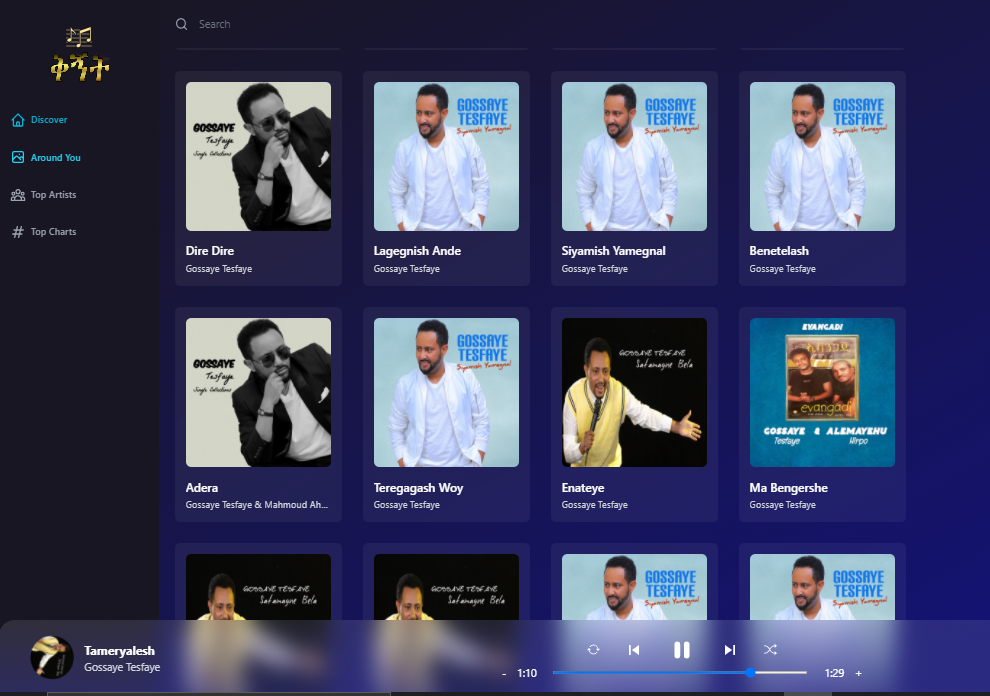 Search
ቅኝት
Discover
Around You
Top Artists
Top Charts
GOSSAYE
Tesfaye
Single Collections
Dire Dire
Gossaye Tesfaye
GOSSAYE
TESFAYE
Siyamish Yamegnal
Lagegnish Ande
Gossaye Tesfaye
GOSSAYE
TESFAYE
Siyamish Yamegnal
Siyamish Yamegnal
Gossaye Tesfaye
GOSSAYE
TESFAYE
Siyamish Yamegnal
Benetelash
Gossaye Tesfaye
GOSSAYE
Tesfaye
Single Collections
Adera
Gossaye Tesfaye & Mahmoud Ah...
GOSSAYE
TESFAYE
Siyamish Yamegnal
Teregagash Woy
Gossaye Tesfaye
GOSSAYE TESFAYE
Satamagne Bela
Enateye
Gossaye Tesfaye
EVANGADI
evangadi
GOSSAYE & ALEMAYEHU
Tesfaye Hirpo
Ma Bengershe
Gossaye Tesfaye
GOSSAYE TESFAYE
Satamagne Bela
GOSSAYE TESFAYE
Satamagne Bela
GOSSAYE
TESFAYE
Siyamish Yamegnal
GOSSAYE
TESFAYE
Siyamish Yamegnal
Tameryalesh
Gossaye Tesfaye
- 1:10 1:29 +